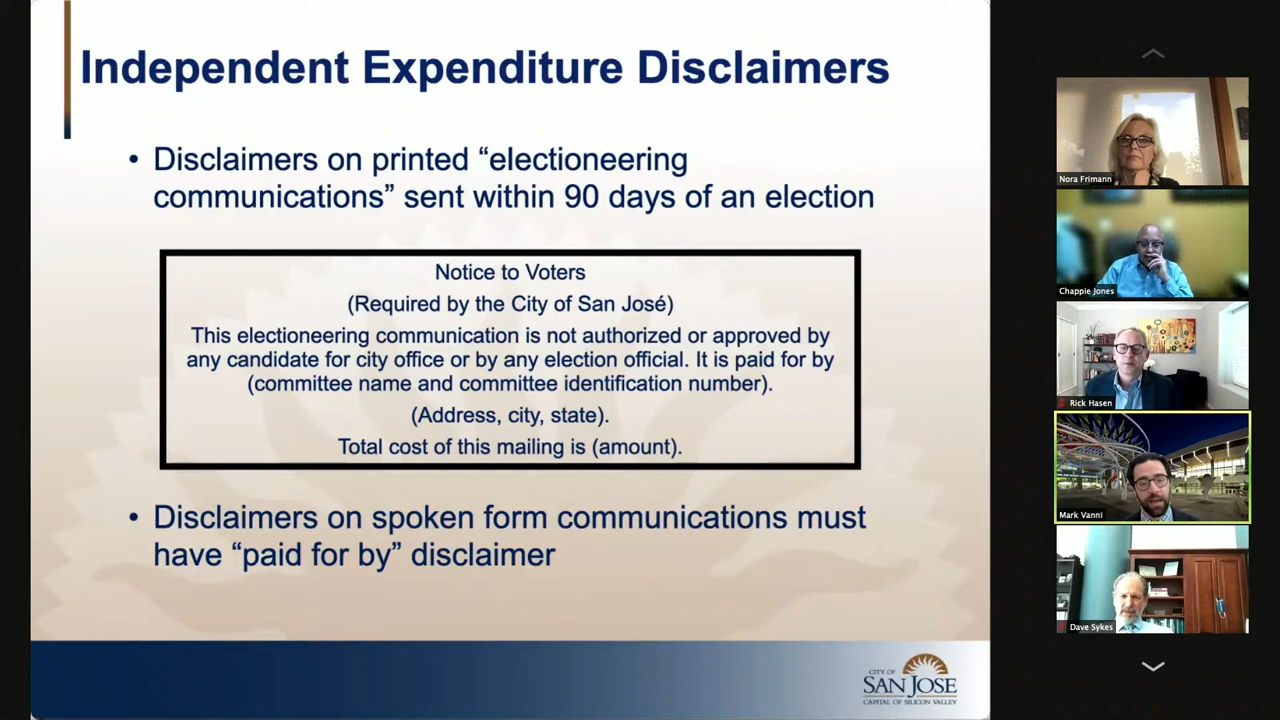 Independent Expenditure Disclaimers
• Disclaimers on printed “electioneering
communications” sent within 90 days of an election
Notice to Voters
(Required by the City of San José)
This electioneering communication is not authorized or approved by
any candidate for city office or by any election official. It is paid for by
(committee name and committee identification number).
(Address, city, state).
Total cost of this mailing is (amount).
• Disclaimers on spoken form communications must
have “paid for by” disclaimer
CITY OF
SAN JOSE
CAPITAL OF SILICON VALLEY
Nora Frimann
Chappie Jones
Rick Hasen
Mark Vanni
Dave Sykes